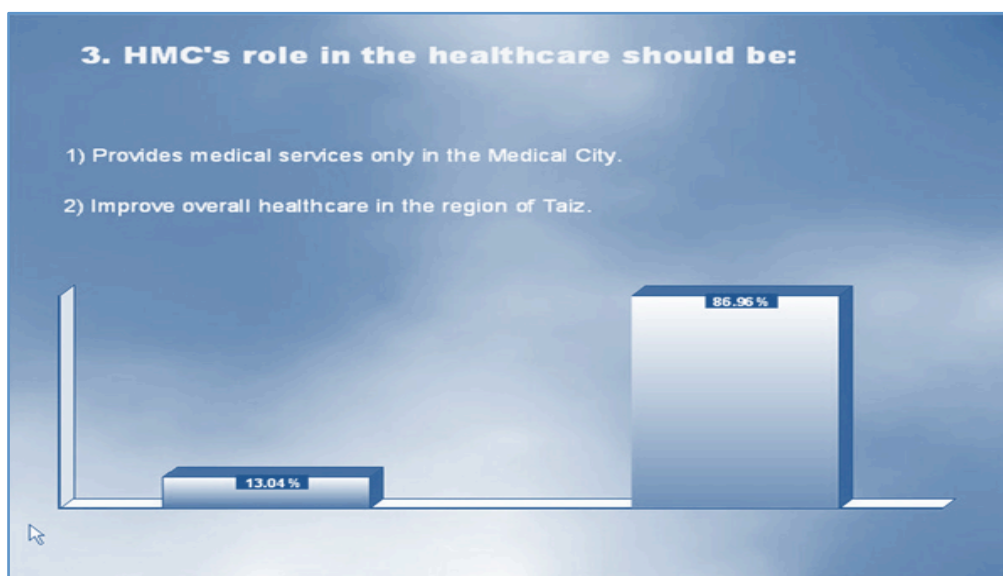 3. HMC's role in the healthcare should be:
1) Provides medical services only in the Medical City.
2) Improve overall healthcare in the region of Taiz.
86.96 %
13.04 %